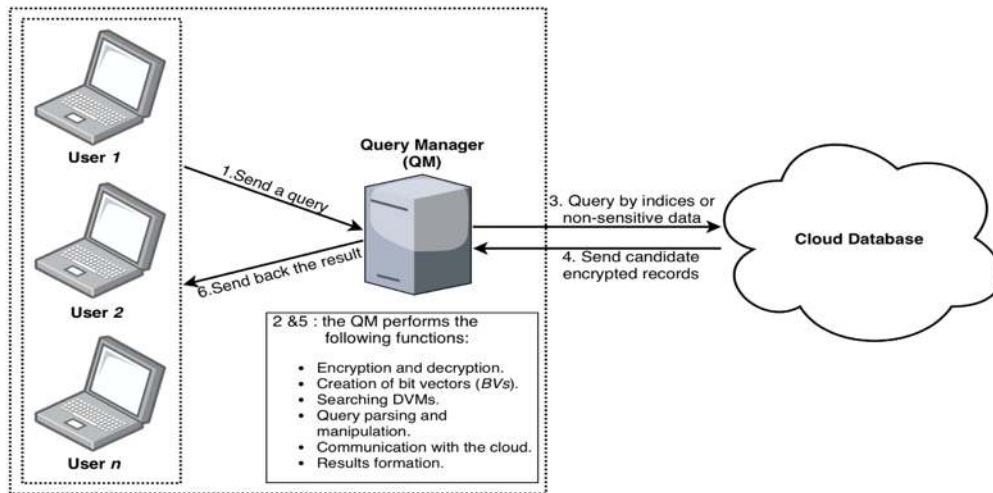 User 1
User 2
User n
1.Send a query
6.Send back the result
Query Manager
(QM)
3. Query by indices or
non-sensitive data
4. Send candidate
encrypted records
Cloud Database
2 &5 : the QM performs the
following functions:
• Encryption and decryption.
• Creation of bit vectors (BVs).
• Searching DVMs.
• Query parsing and
manipulation.
• Communication with the cloud.
• Results formation.